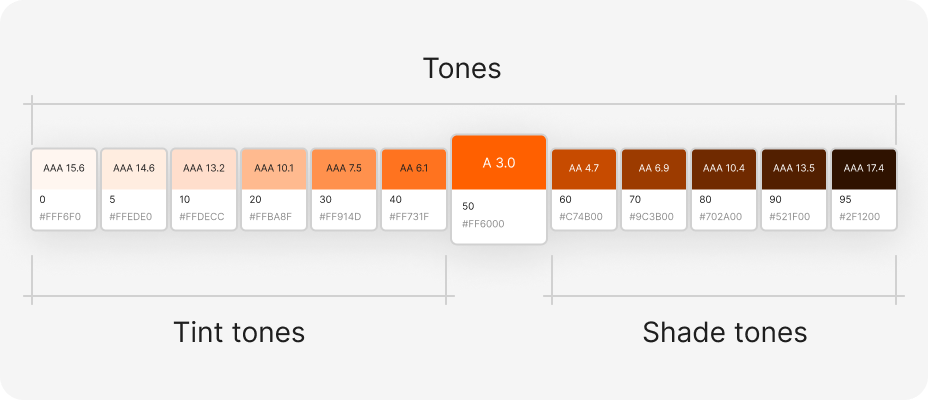 Tones
AAA 15.6
0
#FFF6F0
AAA 14.6
5
#FFEDE0
AAA 13.2
10
#FFDECC
AAA 10.1
20
#FFBA8F
AAA 7.5
30
#FF914D
AA 6.1
40
#FF731F
A 3.0
50
#FF6000
AA 4.7
60
#C74B00
AA 6.9
70
#9C3B00
AAA 10.4
80
#702A00
AAA 13.5
90
#521F00
AAA 17.4
95
#2F1200
Tint tones
Shade tones